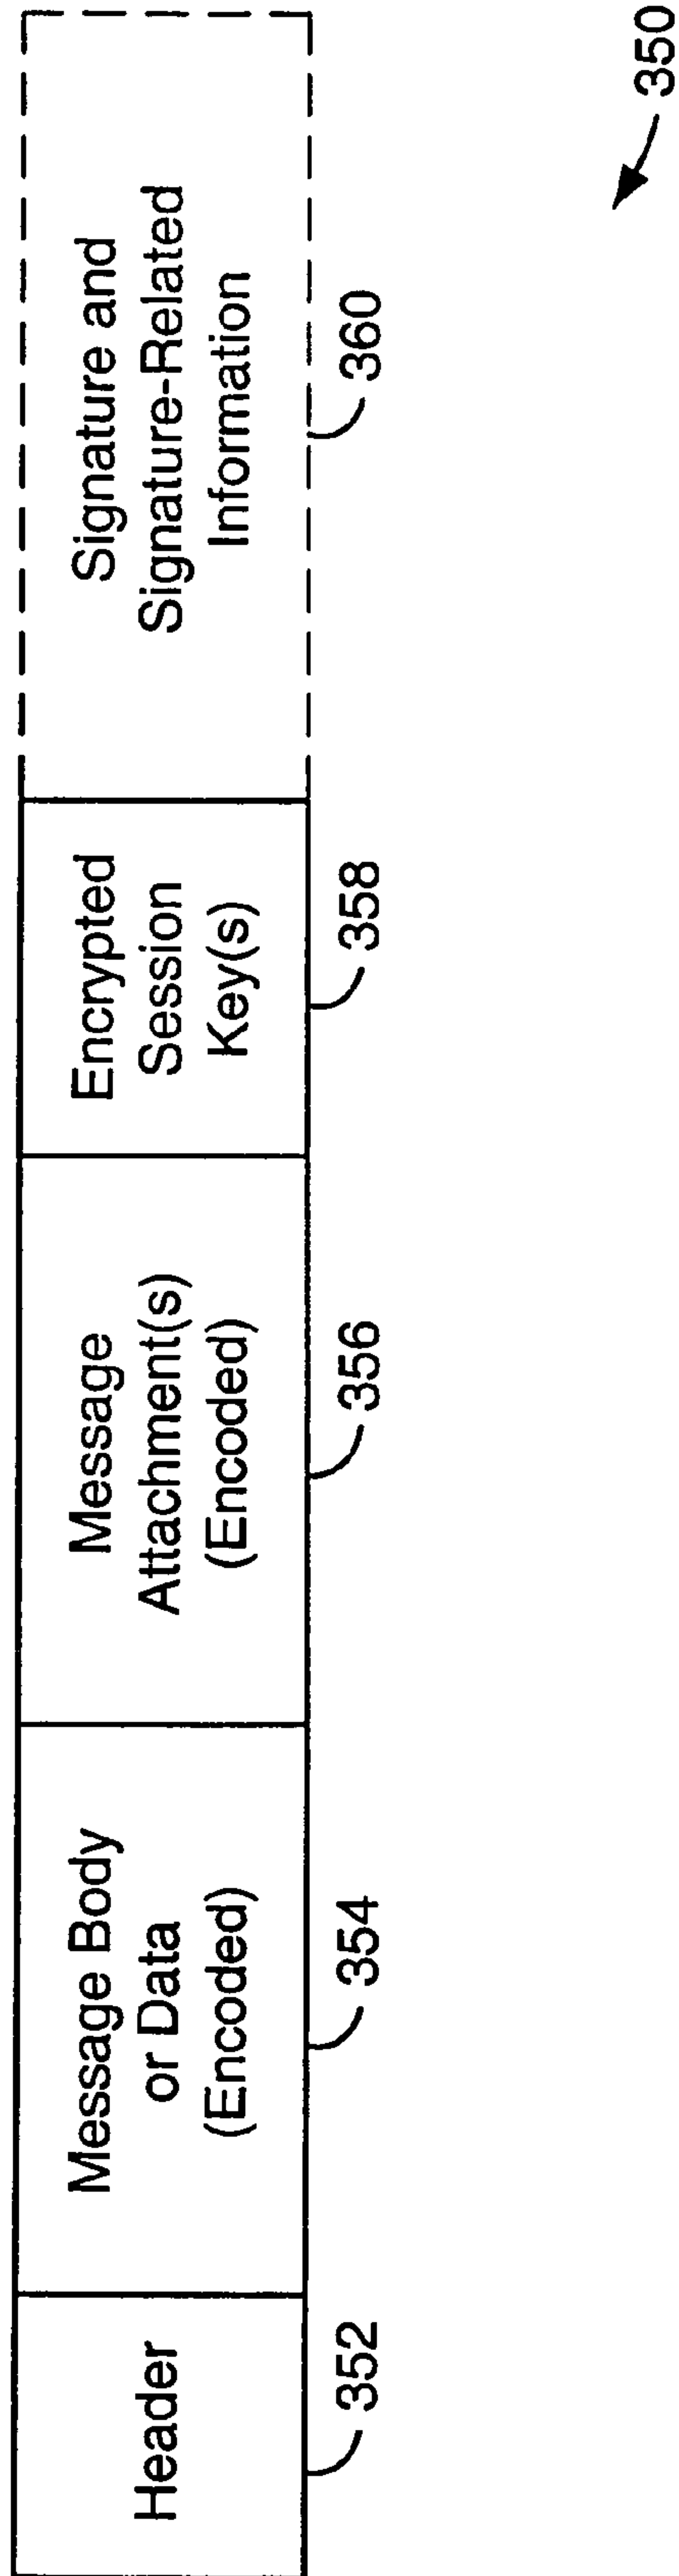 Header
352
Message Body
or Data
(Encoded)
354
Message
Attachment(s)
(Encoded)
356
Encrypted
Session
Key(s)
358
Signature and
Signature-Related
Information
360
350